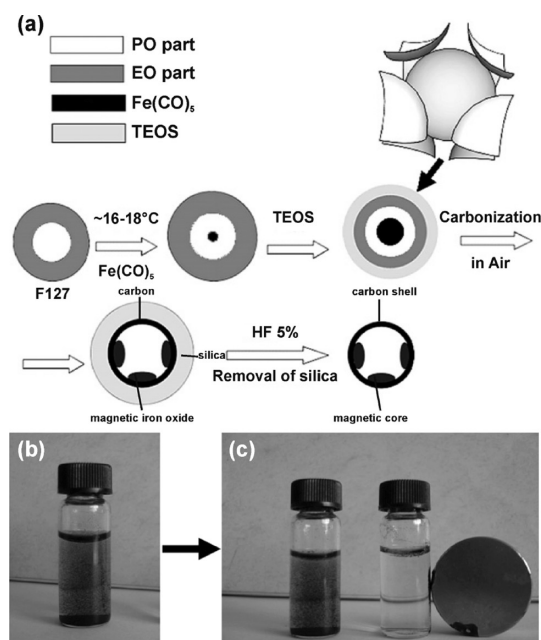 (a)
PO part
EO part
Fe(CO)₅
TEOS
~16-18°C
Fe(CO)₅
F127
TEOS
Carbonization
in Air
carbon
silica
magnetic iron oxide
HF 5%
Removal of silica
carbon shell
magnetic core
(b)
(c)